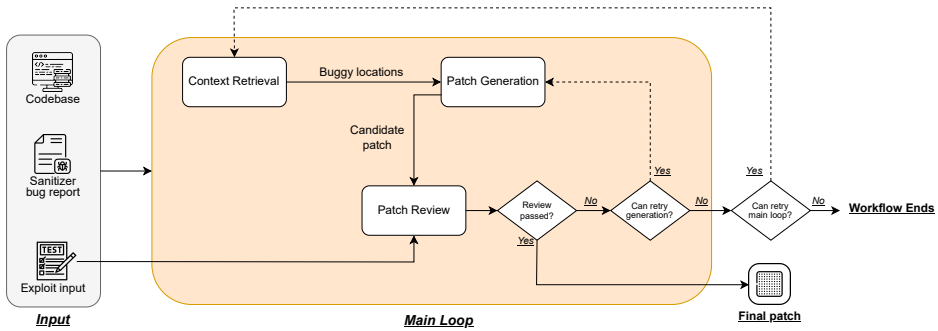 Codebase
Sanitizer
bug report
TEST
Exploit input
Input
Context Retrieval
Buggy locations
Patch Generation
Candidate
patch
Patch Review
Review
passed?
No
Yes
Can retry
generation?
Yes
No
Can retry
main loop?
Yes
No
Workflow Ends
Final patch
Main Loop